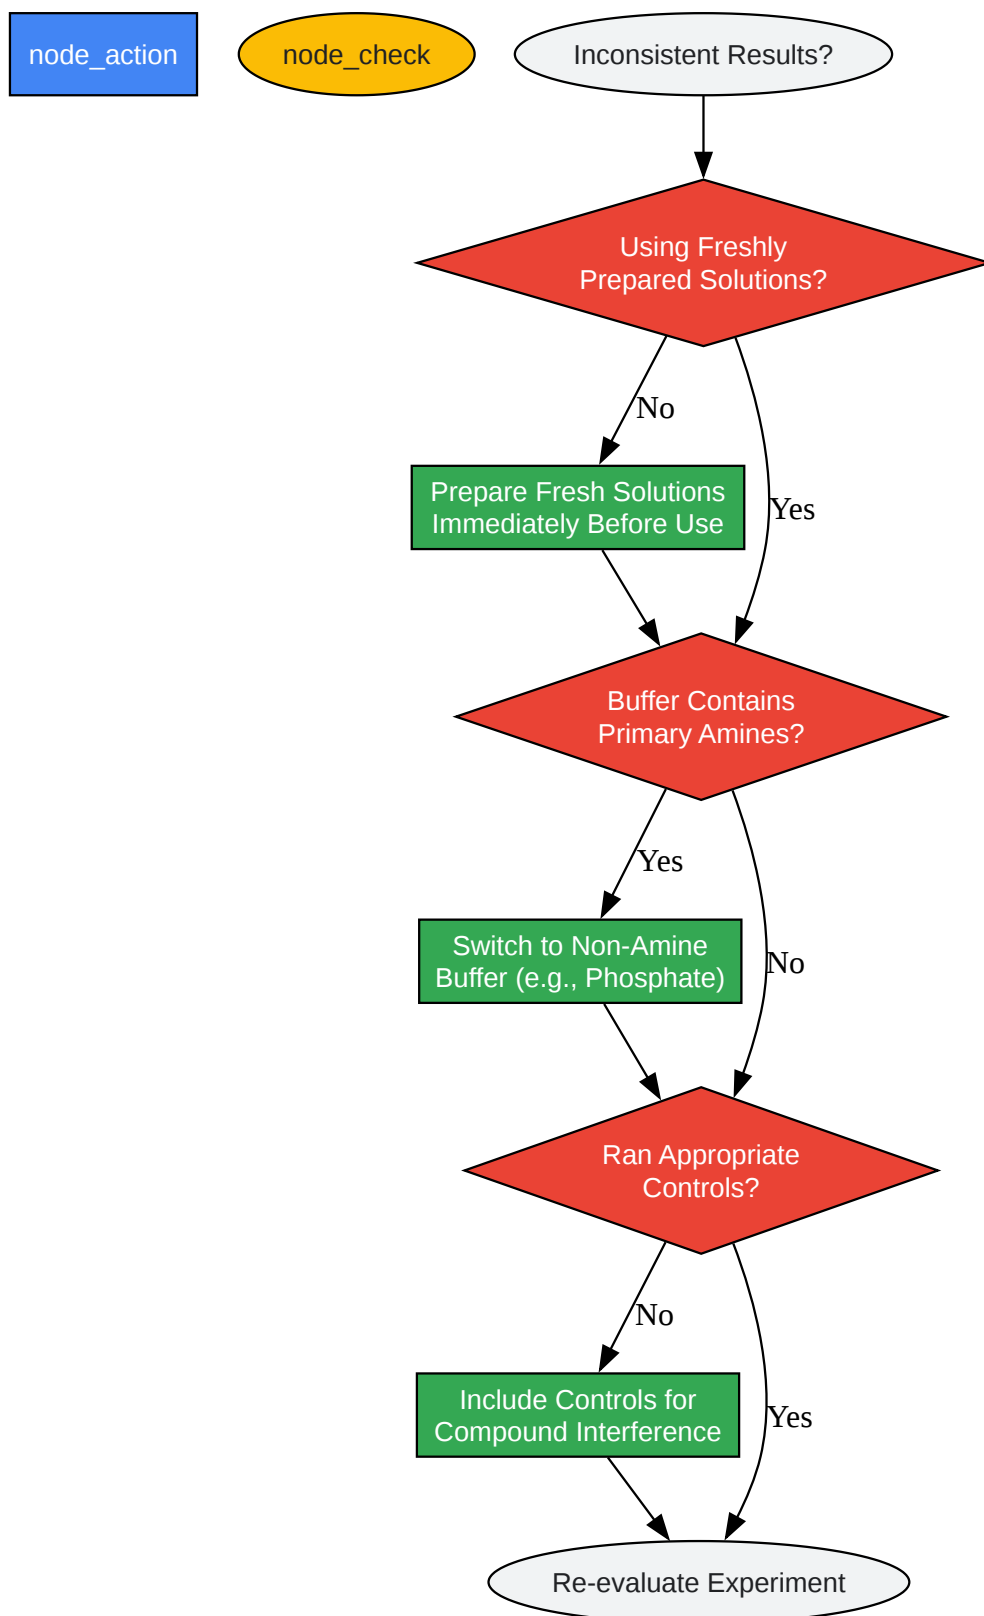 node_action
node_check
Inconsistent Results?
Using Freshly
Prepared Solutions?
No
Prepare Fresh Solutions
Immediately Before Use
Yes
Buffer Contains
Primary Amines?
Yes
Switch to Non-Amine
Buffer (e.g., Phosphate)
No
Ran Appropriate
Controls?
No
Include Controls for
Compound Interference
Yes
Re-evaluate Experiment